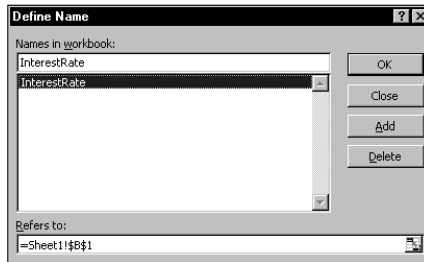 Define Name
Names in workbook:
InterestRate
InterestRate
OK
Close
Add
Delete
Refers to:
=Sheet1!$B$1